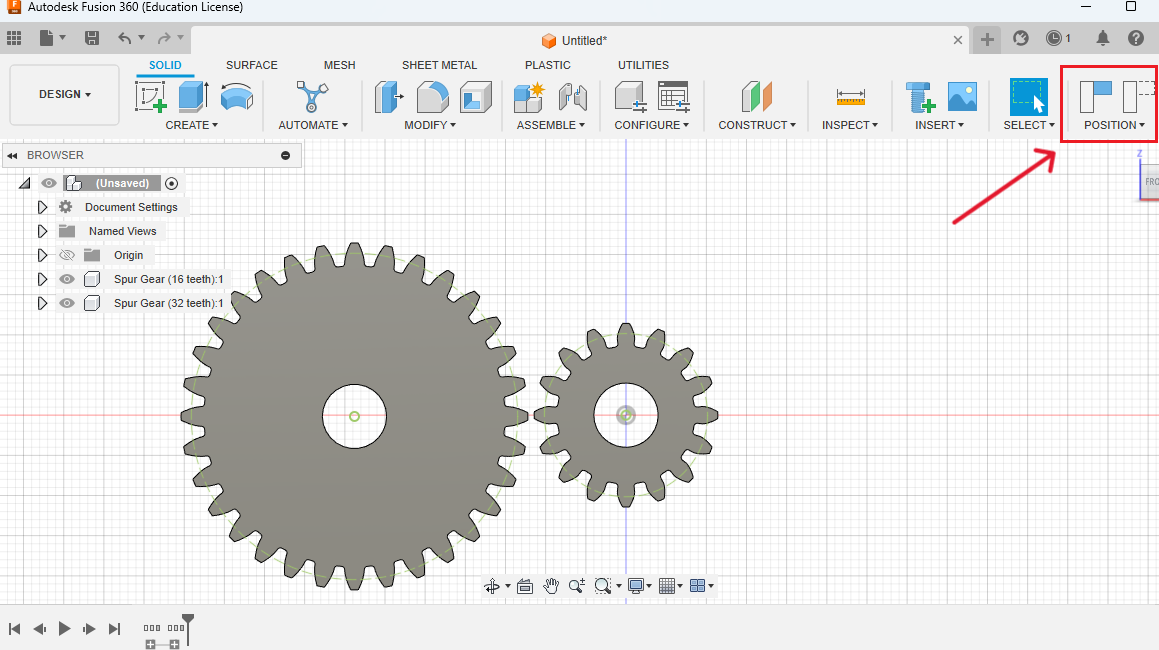 Autodesk Fusion 360 (Education License)
Untitled*
1
SOLID SURFACE MESH SHEET METAL PLASTIC UTILITIES
DESIGN
CREATE AUTOMATE MODIFY ASSEMBLE CONFIGURE CONSTRUCT INSPECT INSERT SELECT POSITION
BROWSER
Z
FRO
(Unsaved)
Document Settings
Named Views
Origin
Spur Gear (16 teeth):1
Spur Gear (32 teeth):1